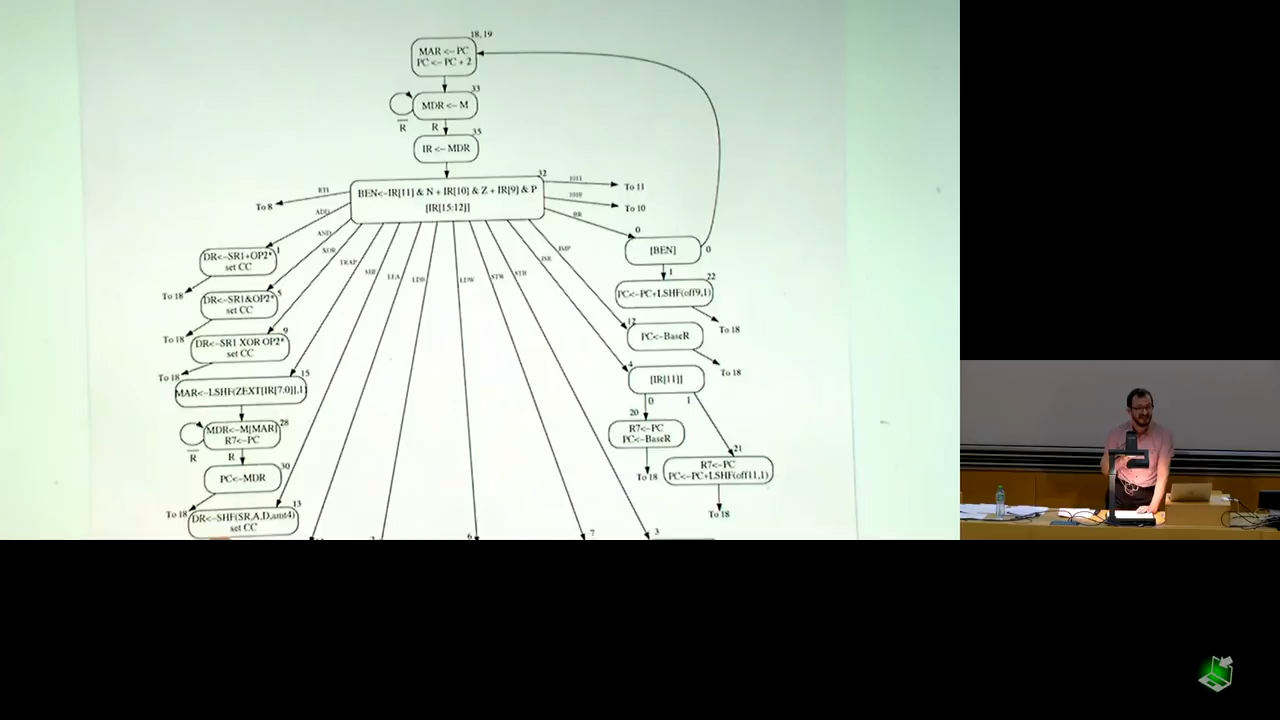 18, 19
MAR <– PC
PC <– PC + 2
33
MDR <– M
R
R
35
IR <– MDR
32
BEN<–IR[11] & N + IR[10] & Z + IR[9] & P
[IR[15:12]]
RTI
To 8
1011
To 11
1010
To 10
ADD
AND
XOR
TRAP
SHF
LEA
LDB
LDW
STW
STB
JSR
JMP
BR
1
DR<–SR1+OP2*
set CC
To 18
5
DR<–SR1&OP2*
set CC
To 18
9
DR<–SR1 XOR OP2*
set CC
To 18
15
MAR<–LSHF(ZEXT[IR[7:0]],1)
28
MDR<–M[MAR]
R7<–PC
R
R
30
PC<–MDR
To 18
13
DR<–SHF(SR,A,D,amt4)
set CC
6
7
3
0
[BEN]
0
1
22
PC<–PC+LSHF(off9,1)
To 18
12
PC<–BaseR
To 18
4
[IR[11]]
0
1
20
R7<–PC
PC<–BaseR
To 18
21
R7<–PC
PC<–PC+LSHF(off11,1)
To 18